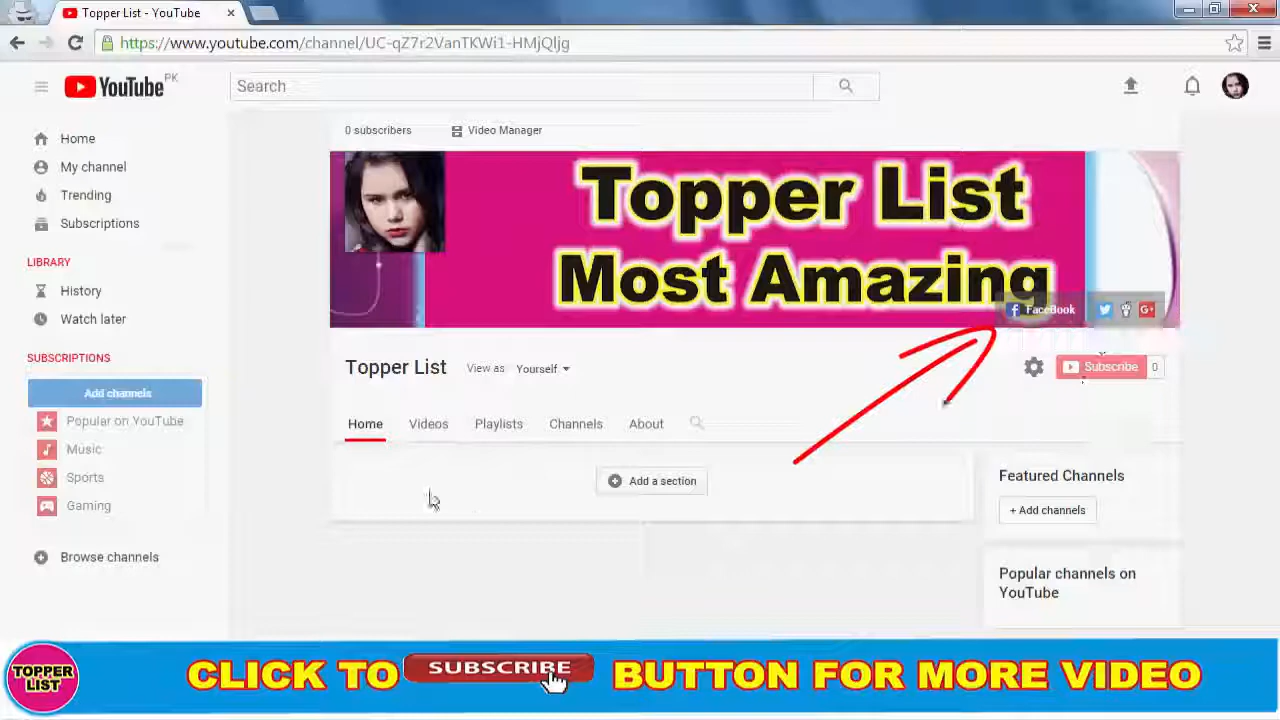 Topper List - YouTube
https://www.youtube.com/channel/UC-qZ7r2VanTKWi1-HMjQljg
YouTube PK
Search
Home
My channel
Trending
Subscriptions
LIBRARY
History
Watch later
SUBSCRIPTIONS
Add channels
Popular on YouTube
Music
Sports
Gaming
Browse channels
0 subscribers
Video Manager
Topper List
Most Amazing
FaceBook
Topper List
View as
Yourself
Subscribe 0
Home
Videos
Playlists
Channels
About
Add a section
Featured Channels
+ Add channels
Popular channels on
YouTube
TOPPER
LIST
CLICK TO SUBSCRIBE BUTTON FOR MORE VIDEO